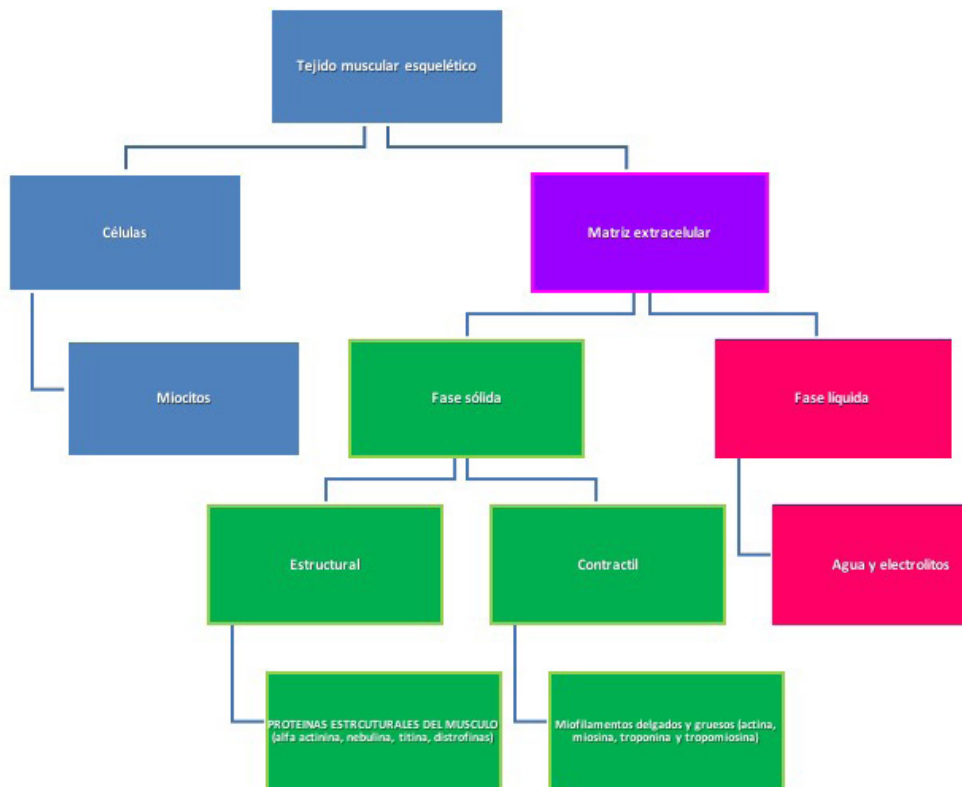 Tejido muscular esquelético
Células
Matriz extracelular
Miocitos
Fase sólida
Fase líquida
Estructural
Contractil
Agua y electrolitos
PROTEINAS ESTRCUTURALES DEL MUSCULO
(alfa actinina, nebulina, titina, distrofinas)
Miofilamentos delgados y gruesos (actina,
miosina, troponina y tropomiosina)